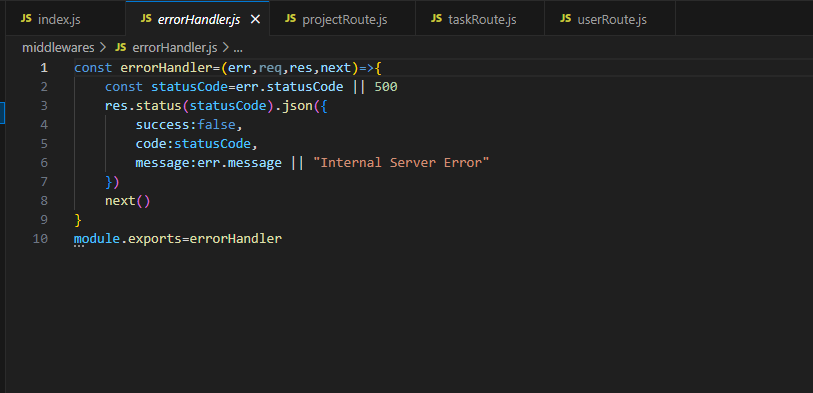 JS index.js JS errorHandler.js × JS projectRoute.js JS taskRoute.js JS userRoute.js
middlewares > JS errorHandler.js > ...
1 const errorHandler=(err,req,res,next)=>{
2 const statusCode=err.statusCode || 500
3 res.status(statusCode).json({
4 success:false,
5 code:statusCode,
6 message:err.message || "Internal Server Error"
7 })
8 next()
9 }
10 module.exports=errorHandler